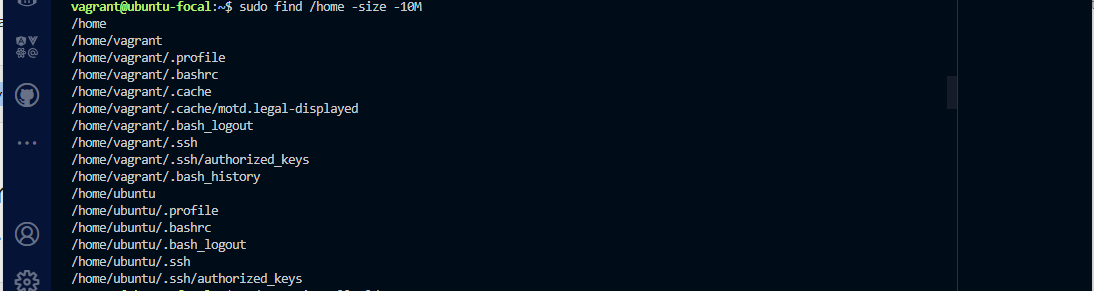 vagrant@ubuntu-focal:~$ sudo find /home -size -10M
/home
/home/vagrant
/home/vagrant/.profile
/home/vagrant/.bashrc
/home/vagrant/.cache
/home/vagrant/.cache/motd.legal-displayed
/home/vagrant/.bash_logout
/home/vagrant/.ssh
/home/vagrant/.ssh/authorized_keys
/home/vagrant/.bash_history
/home/ubuntu
/home/ubuntu/.profile
/home/ubuntu/.bashrc
/home/ubuntu/.bash_logout
/home/ubuntu/.ssh
/home/ubuntu/.ssh/authorized_keys